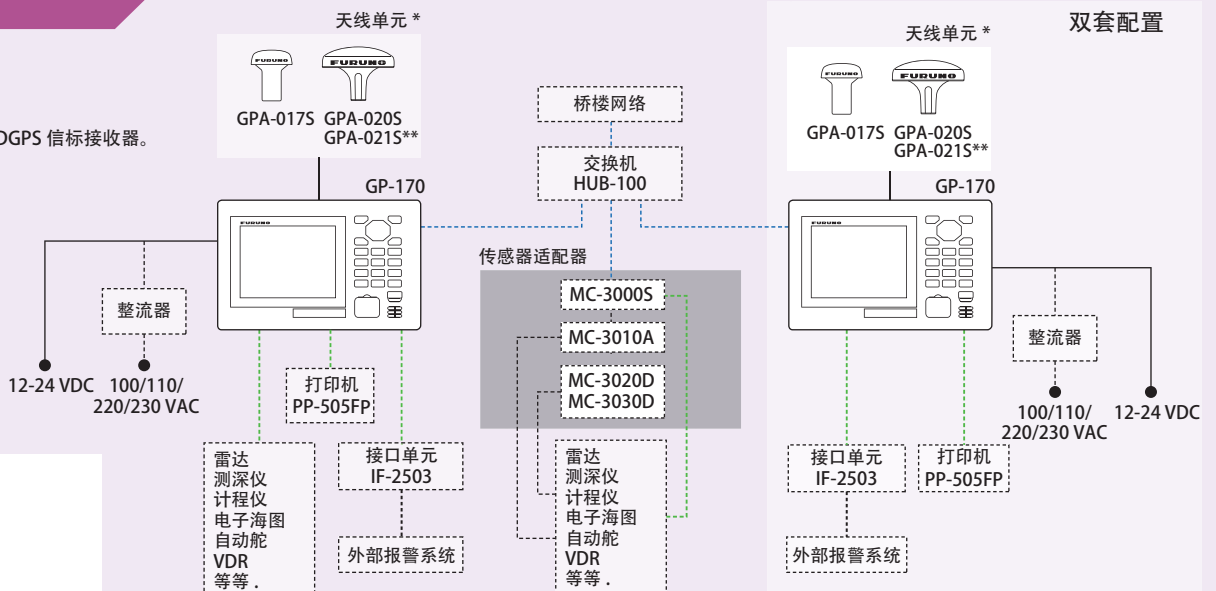 双套配置
天线单元 *
FURUNO
FURUNO
GPA-017S
GPA-020S
GPA-021S**
DGPS 信标接收器。
GP-170
FURUNO
整流器
12-24 VDC
100/110/
220/230 VAC
打印机
PP-505FP
雷达
测深仪
计程仪
电子海图
自动舵
VDR
等等 .
接口单元
IF-2503
外部报警系统
桥楼网络
交换机
HUB-100
传感器适配器
MC-3000S
MC-3010A
MC-3020D
MC-3030D
雷达
测深仪
计程仪
电子海图
自动舵
VDR
等等 .
天线单元 *
FURUNO
FURUNO
GPA-017S
GPA-020S
GPA-021S**
GP-170
FURUNO
整流器
100/110/
220/230 VAC
12-24 VDC
接口单元
IF-2503
打印机
PP-505FP
外部报警系统